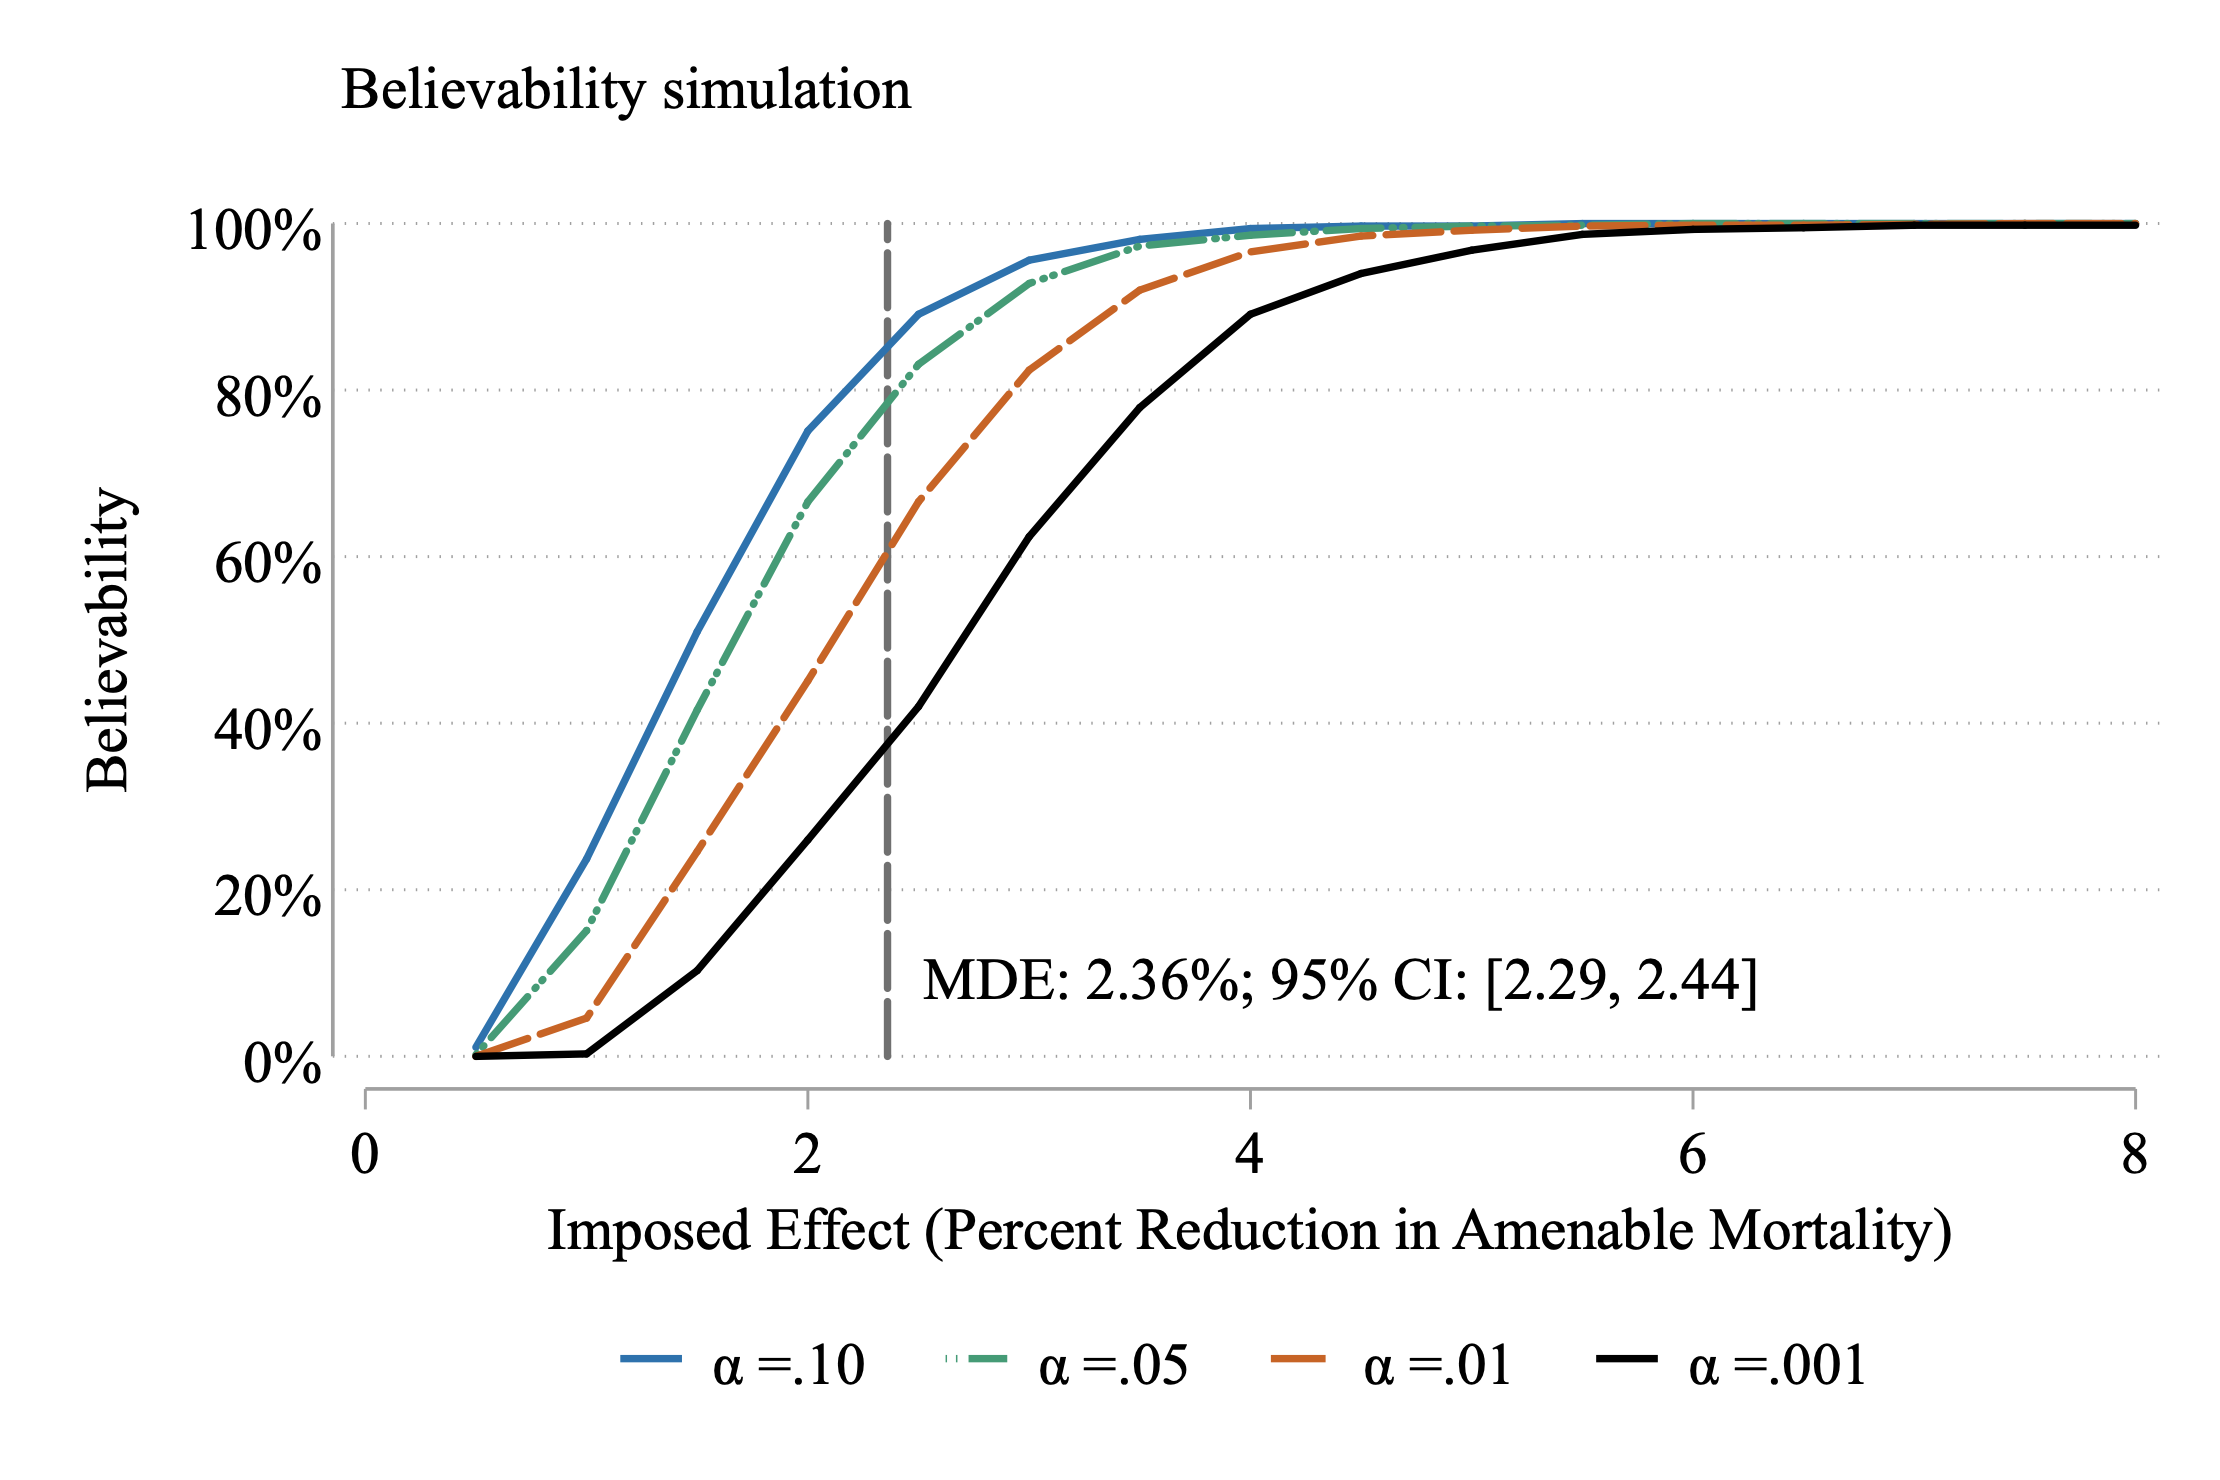 Believability simulation
100%
80%
60%
40%
20%
0%
Believability
MDE: 2.36%; 95% CI: [2.29, 2.44]
0 2 4 6 8
Imposed Effect (Percent Reduction in Amenable Mortality)
α =.10 α =.05 α =.01 α =.001